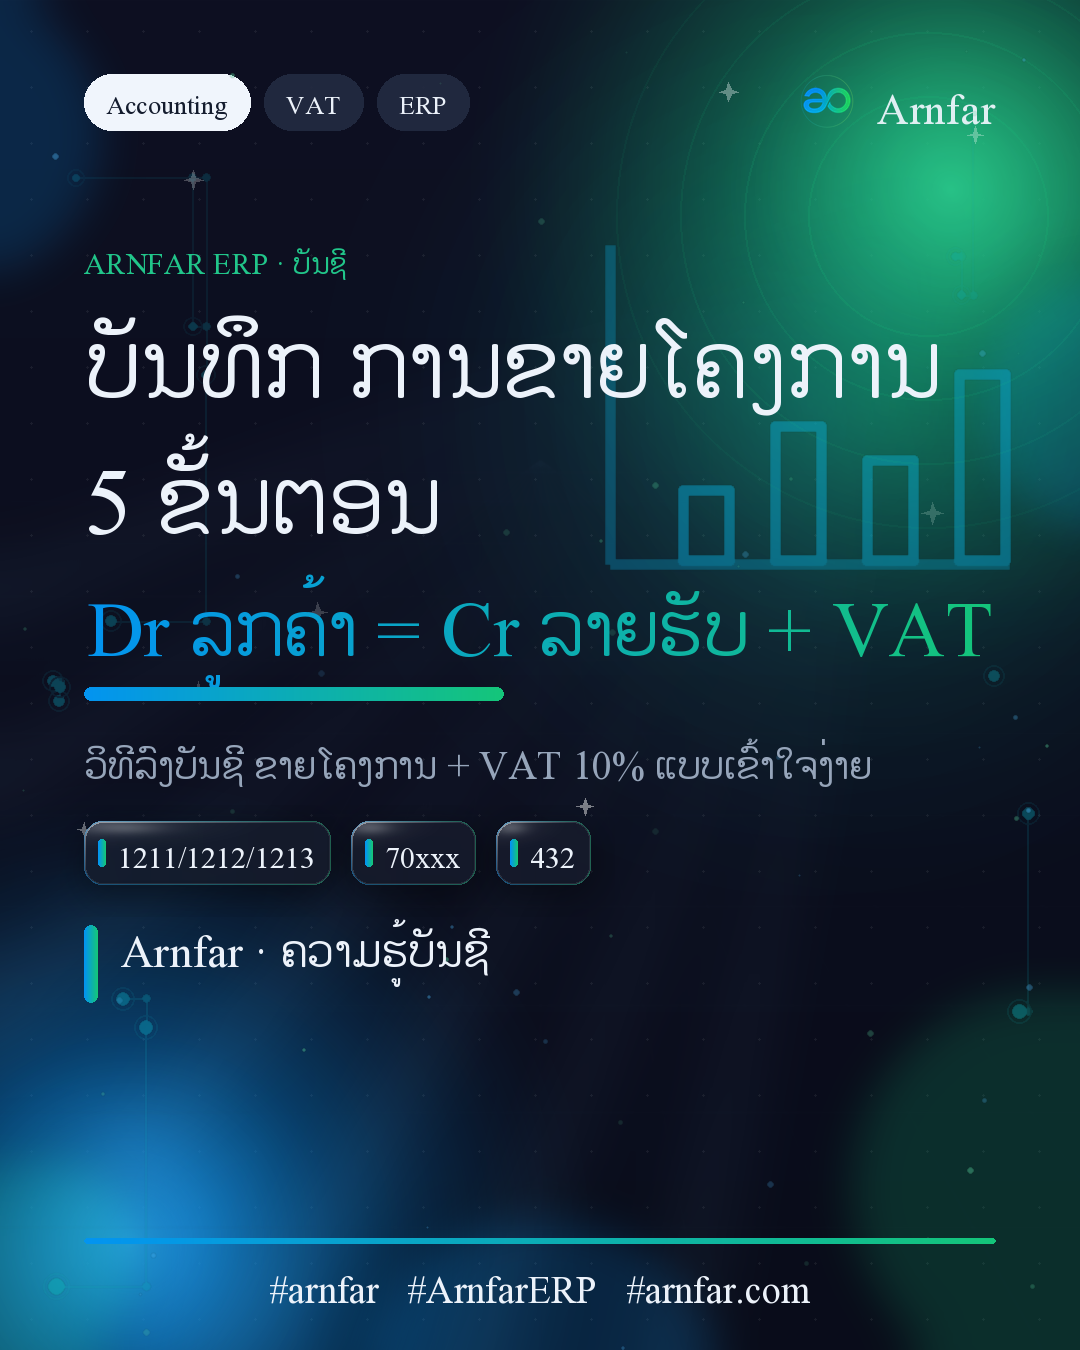 Accounting VAT ERP
Arnfar
ARNFAR ERP · ບັນຊີ
ບັນທຶກ ການຂາຍໂຄງການ
5 ຂັ້ນຕອນ
Dr ລູກຄ້າ = Cr ລາຍຮັບ + VAT
ວິທີລົງບັນຊີ ຂາຍໂຄງການ + VAT 10% ແບບເຂົ້າໃຈງ່າຍ
1211/1212/1213 70xxx 432
Arnfar · ຄວາມຮູ້ບັນຊີ
#arnfar #ArnfarERP #arnfar.com